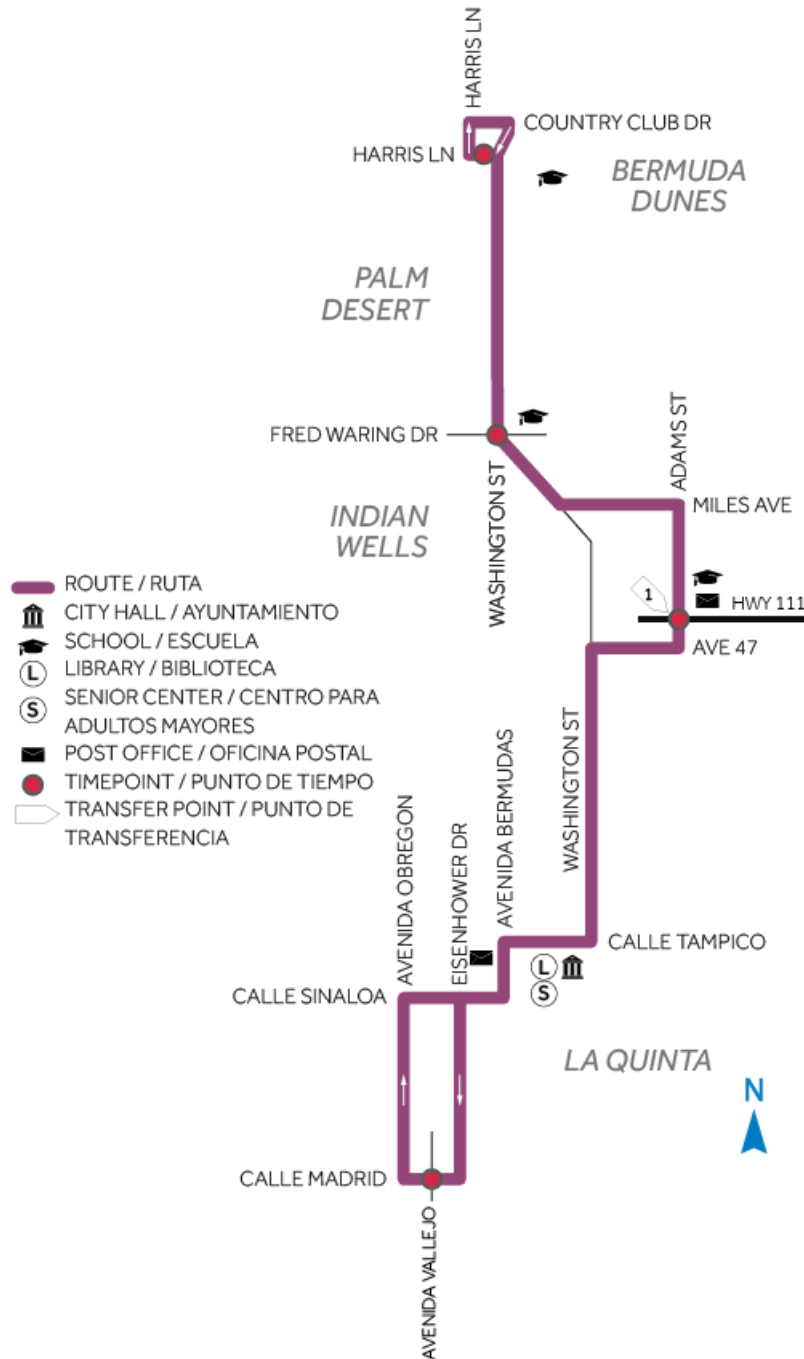 HARRIS LN
COUNTRY CLUB DR
HARRIS LN
BERMUDA
DUNES
PALM
DESERT
FRED WARING DR
ADAMS ST
WASHINGTON ST
MILES AVE
INDIAN
WELLS
ROUTE / RUTA
CITY HALL / AYUNTAMIENTO
SCHOOL / ESCUELA
L
LIBRARY / BIBLIOTECA
S
SENIOR CENTER / CENTRO PARA
ADULTOS MAYORES
POST OFFICE / OFICINA POSTAL
TIMEPOINT / PUNTO DE TIEMPO
TRANSFER POINT / PUNTO DE
TRANSFERENCIA
1
HWY 111
AVE 47
WASHINGTON ST
AVENIDA BERMUDAS
EISENHOWER DR
AVENIDA OBREGON
CALLE TAMPICO
L
S
CALLE SINALOA
LA QUINTA
N
CALLE MADRID
AVENIDA VALLEJO